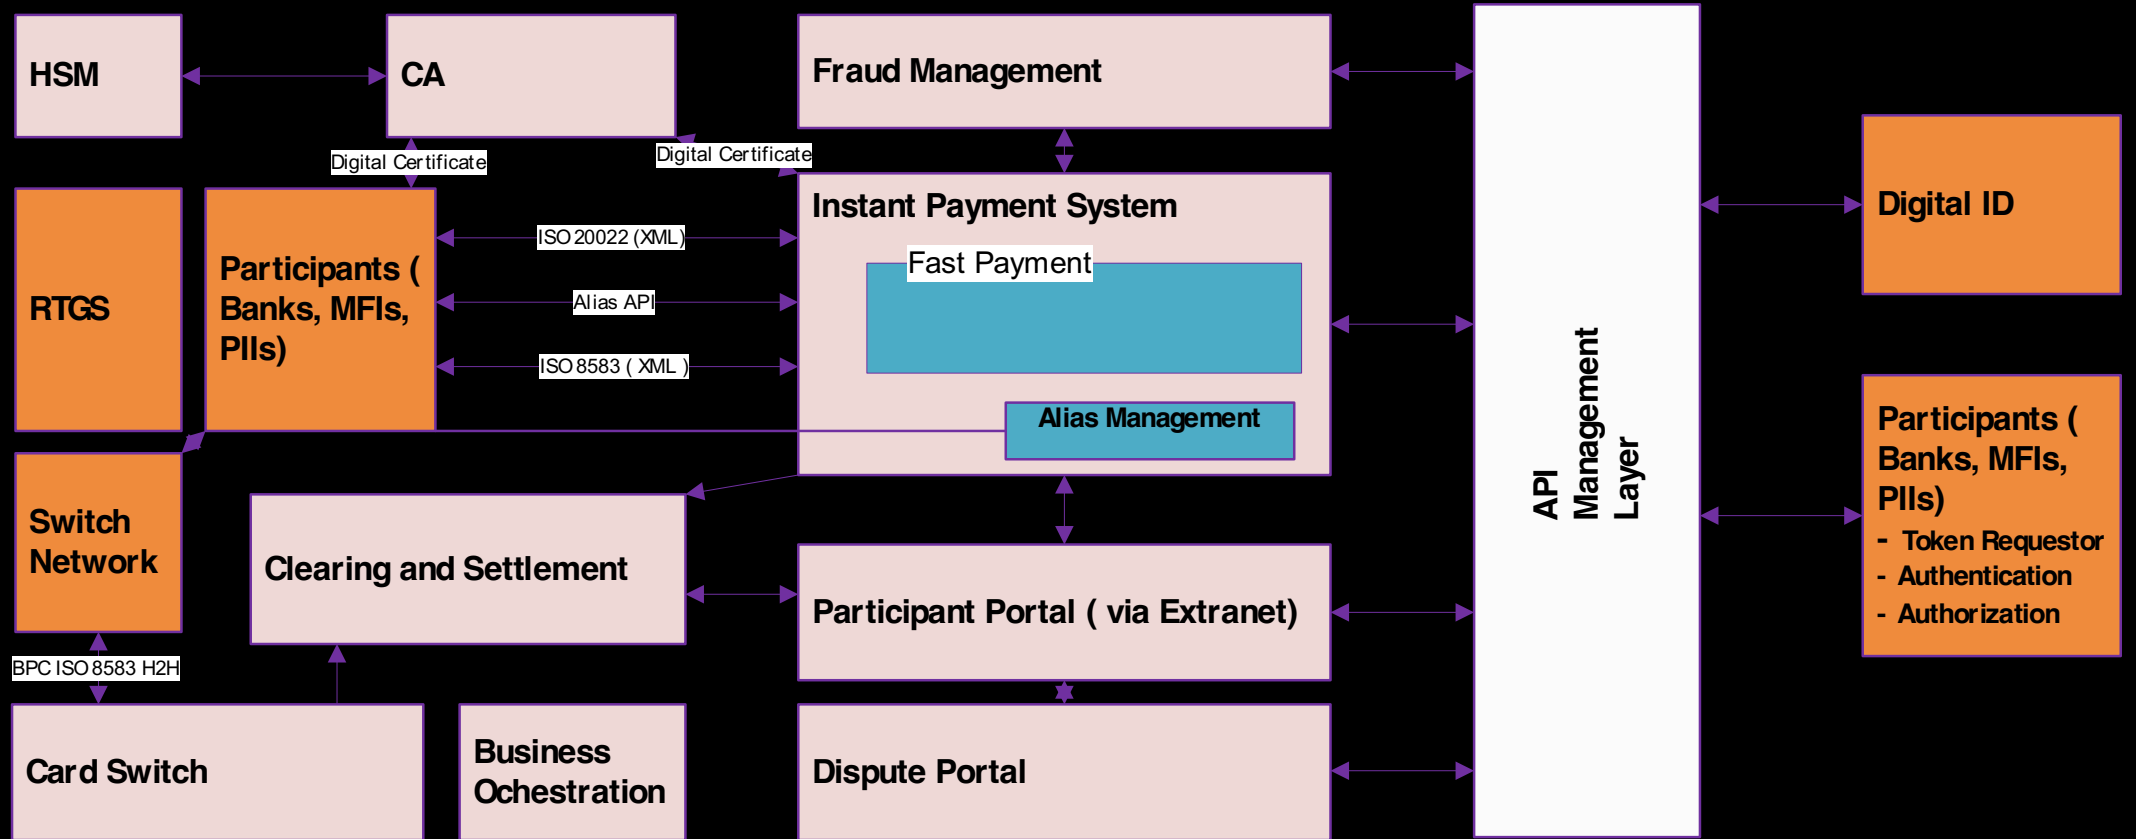 HSM
CA
Fraud Management
Digital Certificate
Digital Certificate
RTGS
Participants (
Banks, MFIs,
PIIs)
ISO 20022 (XML)
Alias API
ISO 8583 ( XML )
Instant Payment System
Fast Payment
Alias Management
API
Management
Layer
Digital ID
Participants (
Banks, MFIs,
PIIs)
- Token Requestor
- Authentication
- Authorization
Switch
Network
Clearing and Settlement
Participant Portal ( via Extranet)
BPC ISO 8583 H2H
Card Switch
Business
Ochestration
Dispute Portal